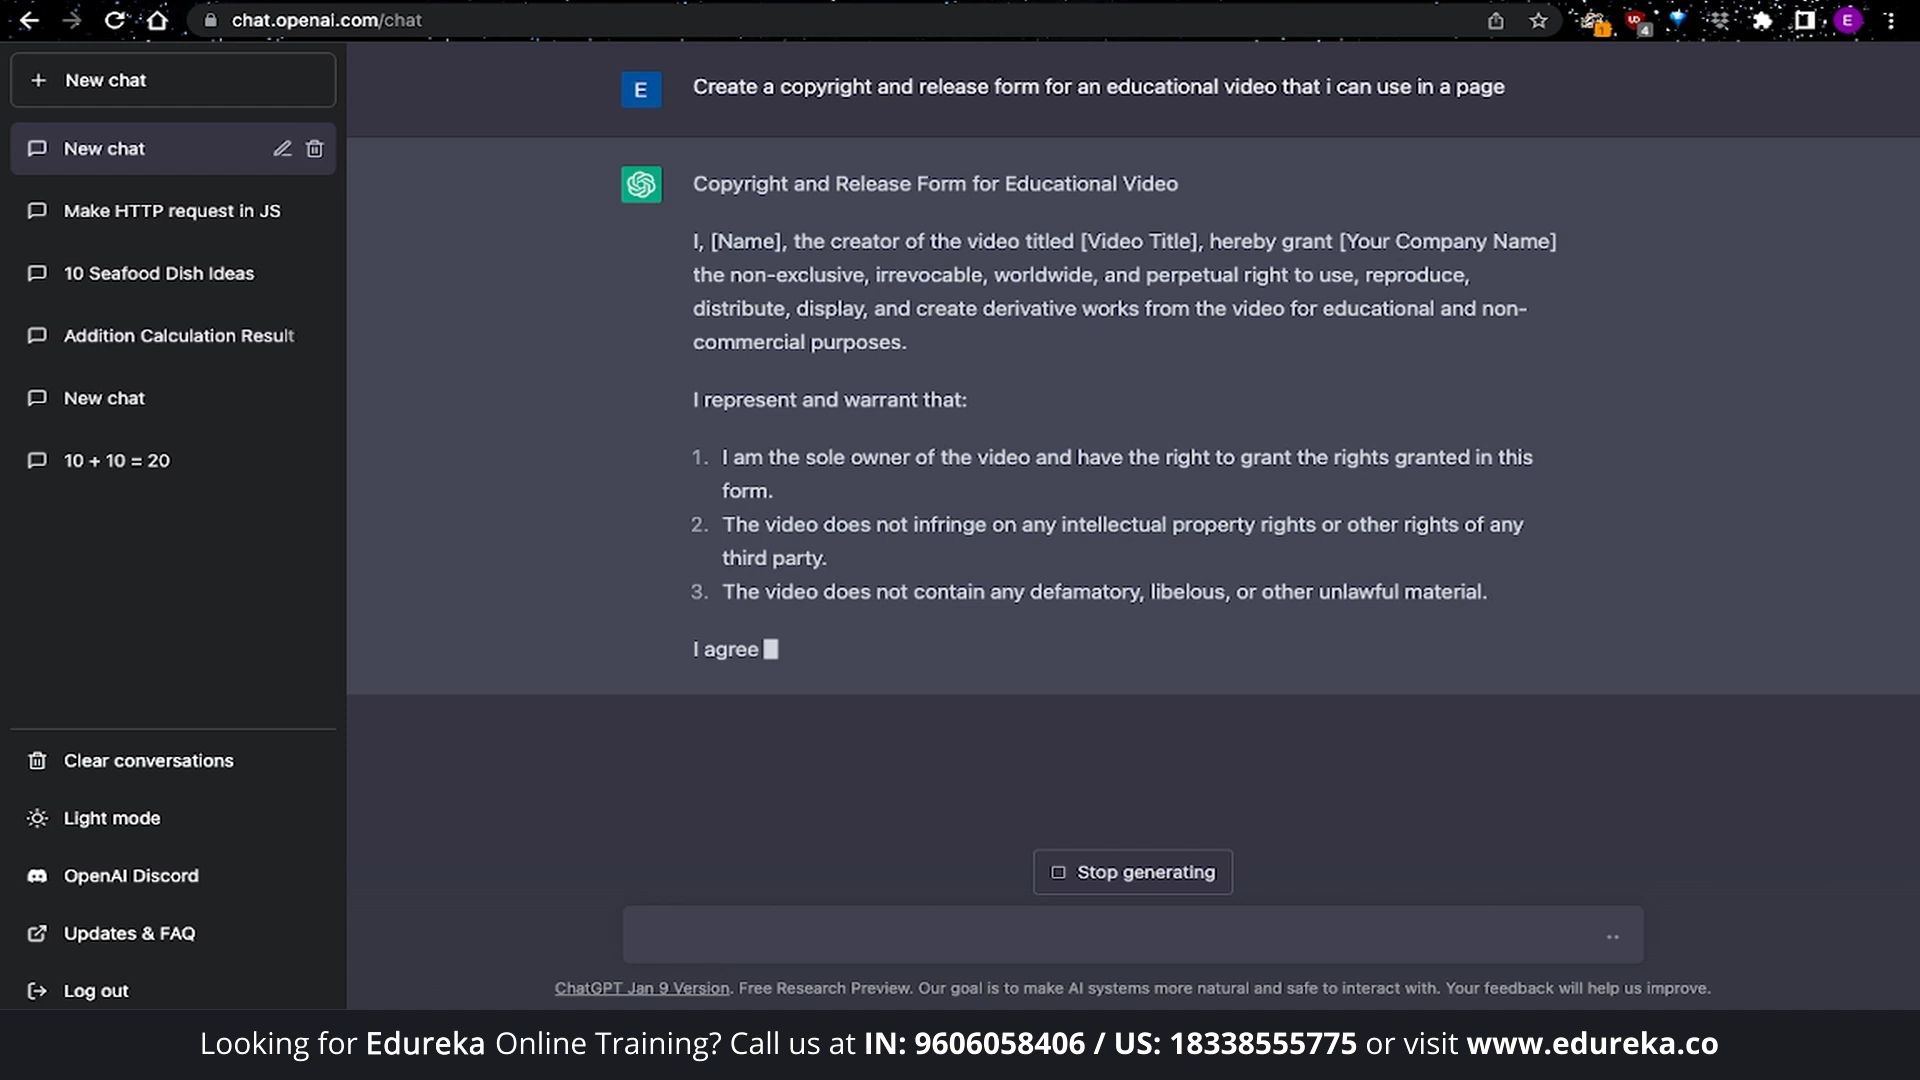 chat.openai.com/chat
1
4
E
New chat
New chat
Make HTTP request in JS
10 Seafood Dish Ideas
Addition Calculation Result
New chat
10 + 10 = 20
Clear conversations
Light mode
OpenAI Discord
Updates & FAQ
Log out
E
Create a copyright and release form for an educational video that i can use in a page
Copyright and Release Form for Educational Video
I, [Name], the creator of the video titled [Video Title], hereby grant [Your Company Name]
the non-exclusive, irrevocable, worldwide, and perpetual right to use, reproduce,
distribute, display, and create derivative works from the video for educational and non-
commercial purposes.
I represent and warrant that:
1. I am the sole owner of the video and have the right to grant the rights granted in this
form.
2. The video does not infringe on any intellectual property rights or other rights of any
third party.
3. The video does not contain any defamatory, libelous, or other unlawful material.
I agree
Stop generating
ChatGPT Jan 9 Version. Free Research Preview. Our goal is to make AI systems more natural and safe to interact with. Your feedback will help us improve.
Looking for Edureka Online Training? Call us at IN: 9606058406 / US: 18338555775 or visit www.edureka.co